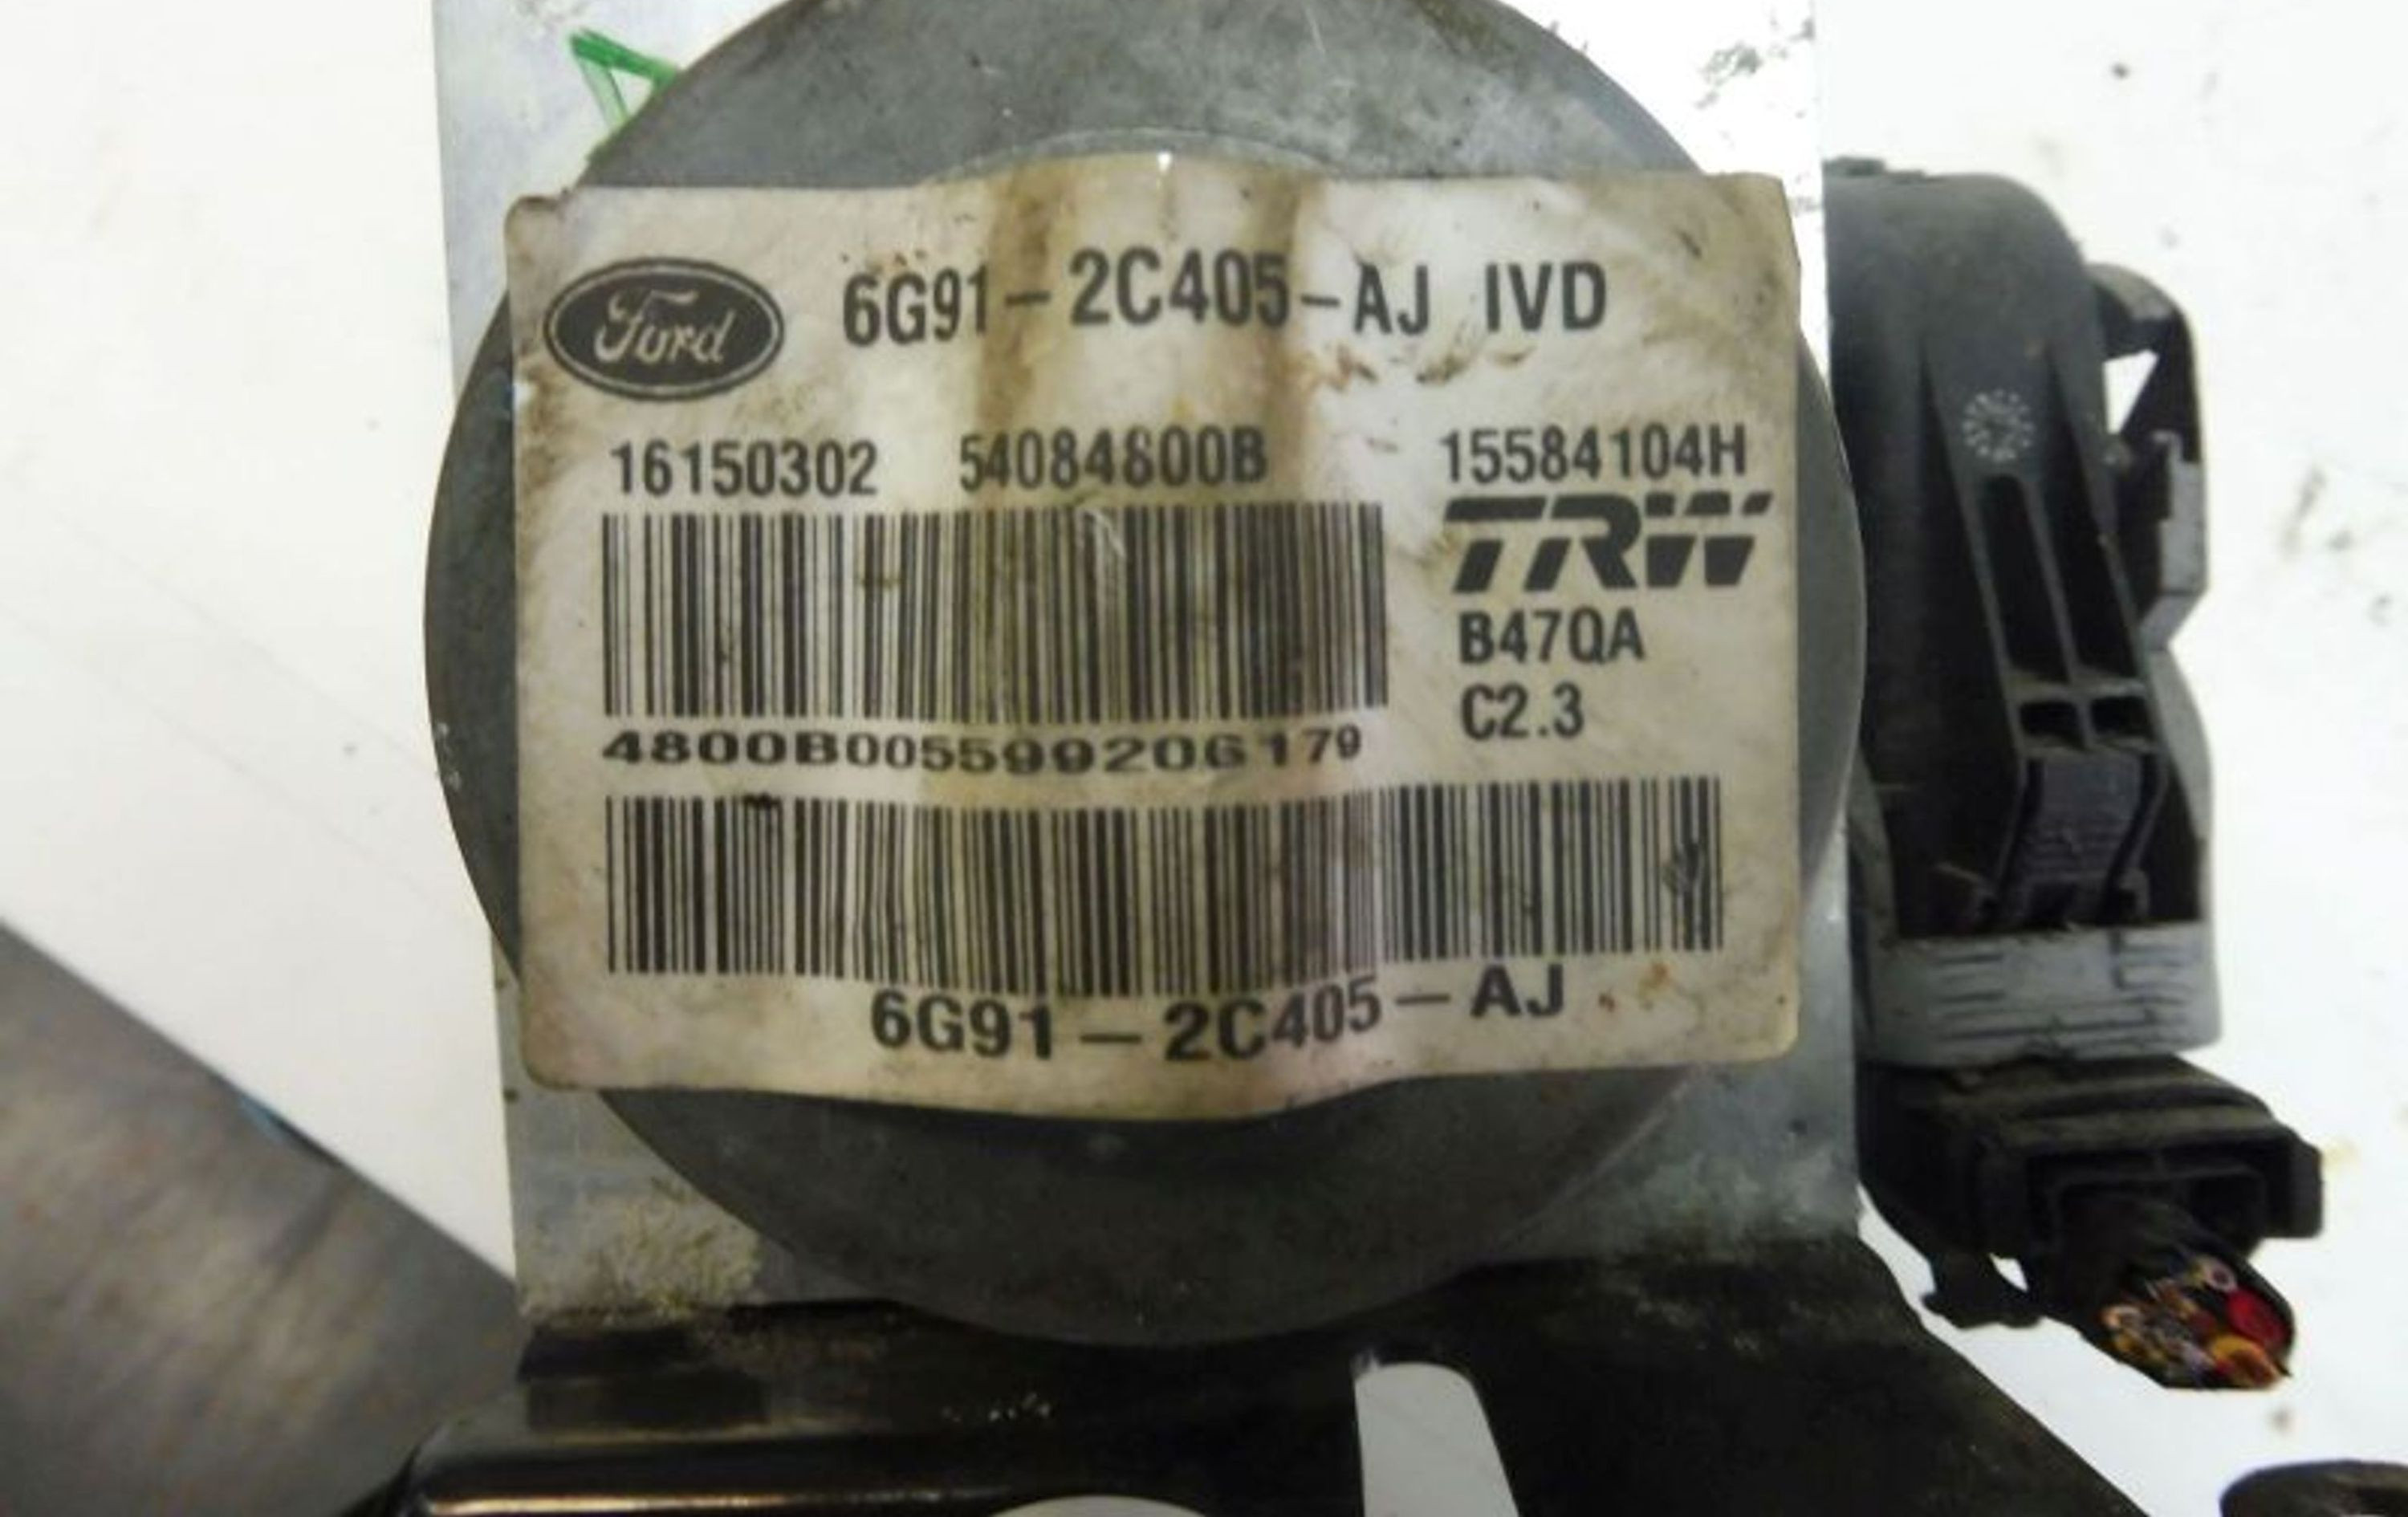 Ford 6G91-2C405-AJ IVD
16150302 54084800B 15584104H
TRW
B47QA
C2.3
4800B005599206179
6G91-2C405-AJ